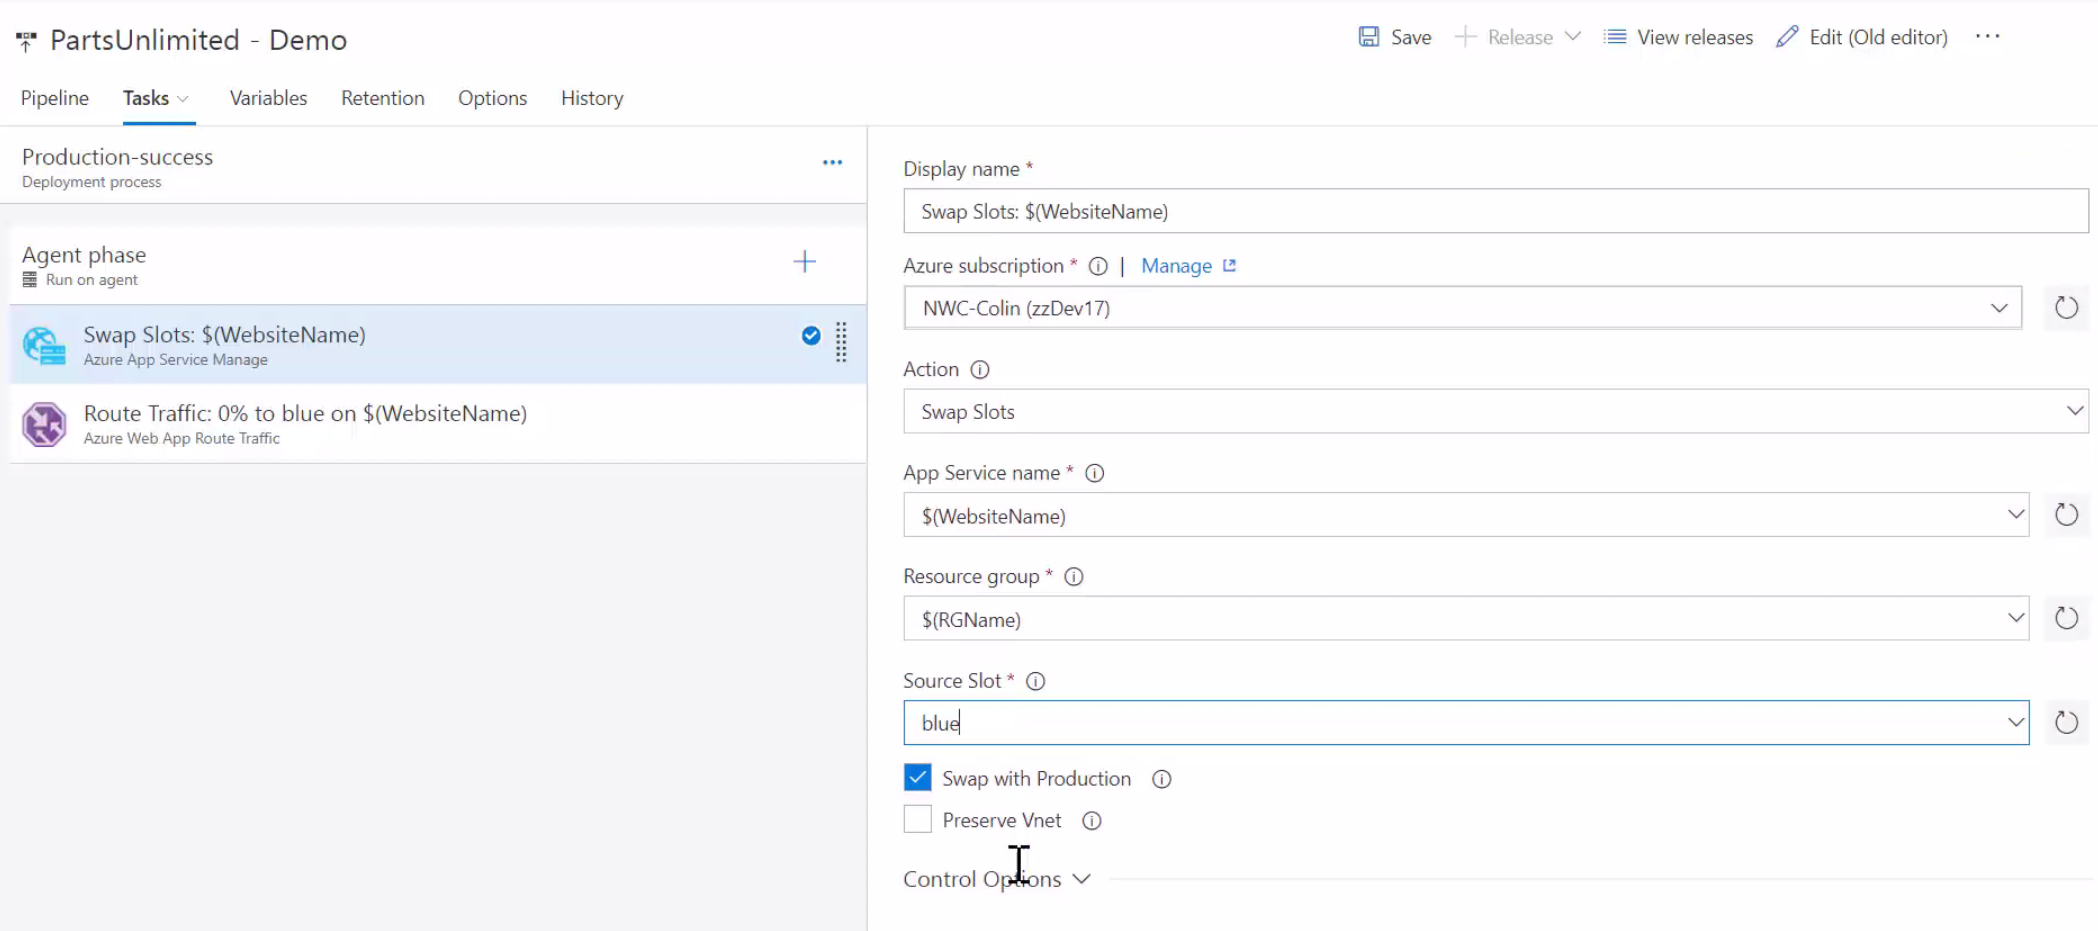 PartsUnlimited - Demo
Save
Release
View releases
Edit (Old editor)
Pipeline
Tasks
Variables
Retention
Options
History
Production-success
Deployment process
Agent phase
Run on agent
Swap Slots: $(WebsiteName)
Azure App Service Manage
Route Traffic: 0% to blue on $(WebsiteName)
Azure Web App Route Traffic
Display name *
Swap Slots: $(WebsiteName)
Azure subscription * | Manage
NWC-Colin (zzDev17)
Action
Swap Slots
App Service name *
$(WebsiteName)
Resource group *
$(RGName)
Source Slot *
blue
Swap with Production
Preserve Vnet
Control Options